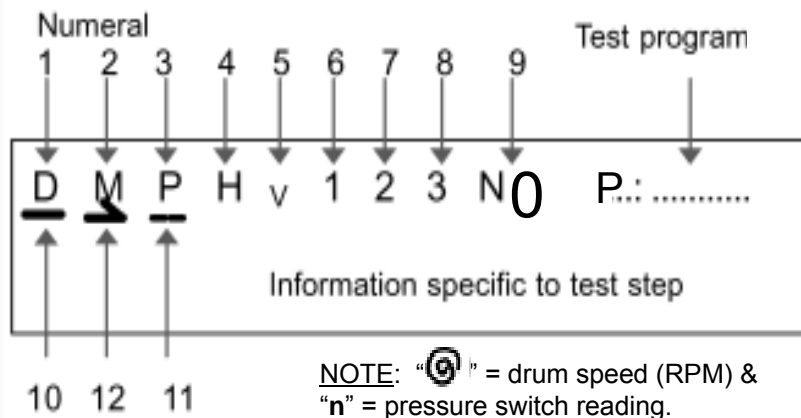 Numeral
Test program
1 2 3 4 5 6 7 8 9
D M P H v 1 2 3 N0 P..: ...........
Information specific to test step
10 12 11
NOTE: “ ” = drum speed (RPM) &
“n” = pressure switch reading.